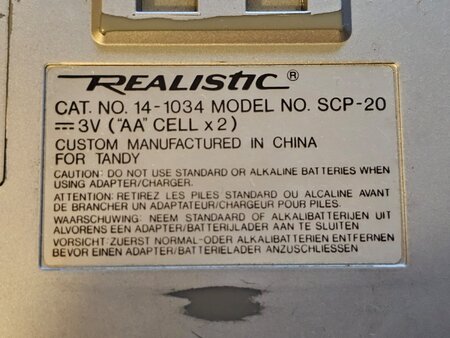 REALISTIC®
CAT. NO. 14-1034 MODEL NO. SCP-20
⎓ 3V ("AA" CELL x 2)
CUSTOM MANUFACTURED IN CHINA
FOR TANDY
CAUTION: DO NOT USE STANDARD OR ALKALINE BATTERIES WHEN
USING ADAPTER/CHARGER.
ATTENTION: RETIREZ LES PILES STANDARD OU ALCALINE AVANT
DE BRANCHER UN ADAPTATEUR/CHARGEUR POUR PILES.
WAARSCHUWING: NEEM STANDAARD OF ALKALIBATTERIJEN UIT
ALVORENS EEN ADAPTER/BATTERIJLADER AAN TE SLUITEN
VORSICHT: ZUERST NORMAL-ODER ALKALIBATTERIEN ENTFERNEN
BEVOR EINEN ADAPTER/BATTERIELADER ANZUSCHLIESSEN